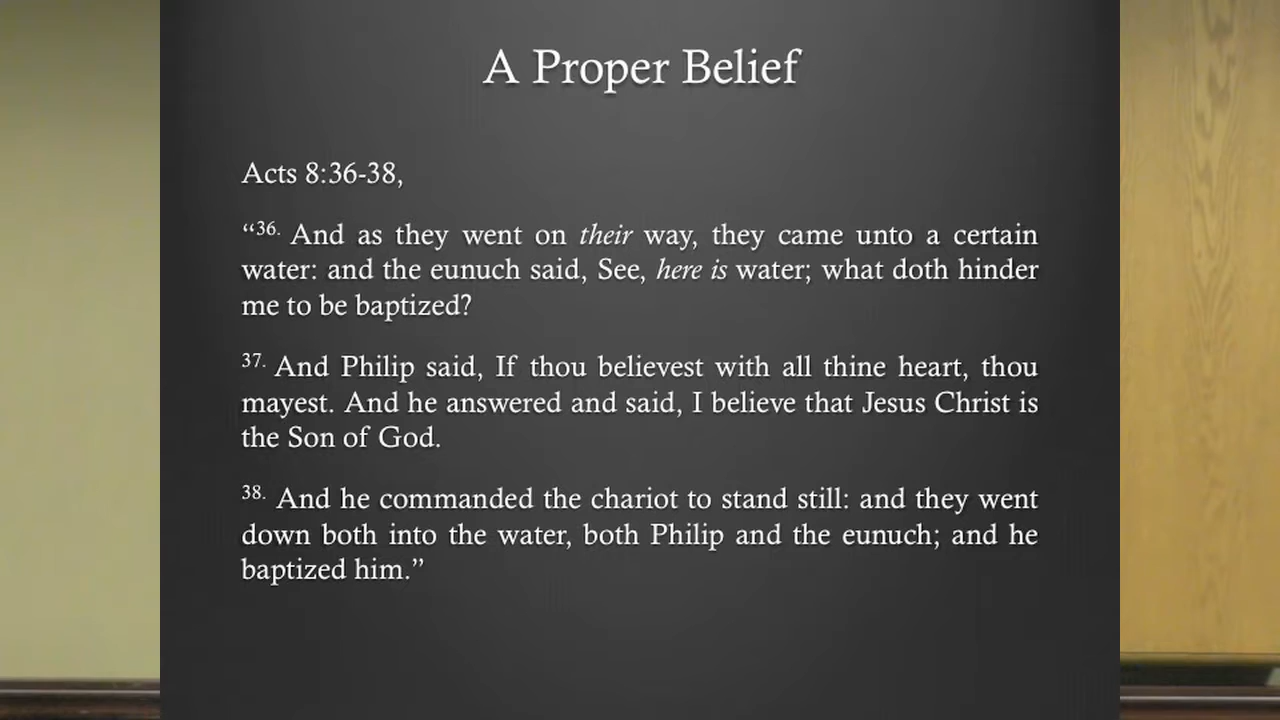 A Proper Belief
Acts 8:36-38,
“36. And as they went on their way, they came unto a certain
water: and the eunuch said, See, here is water; what doth hinder
me to be baptized?
37. And Philip said, If thou believest with all thine heart, thou
mayest. And he answered and said, I believe that Jesus Christ is
the Son of God.
38. And he commanded the chariot to stand still: and they went
down both into the water, both Philip and the eunuch; and he
baptized him.”